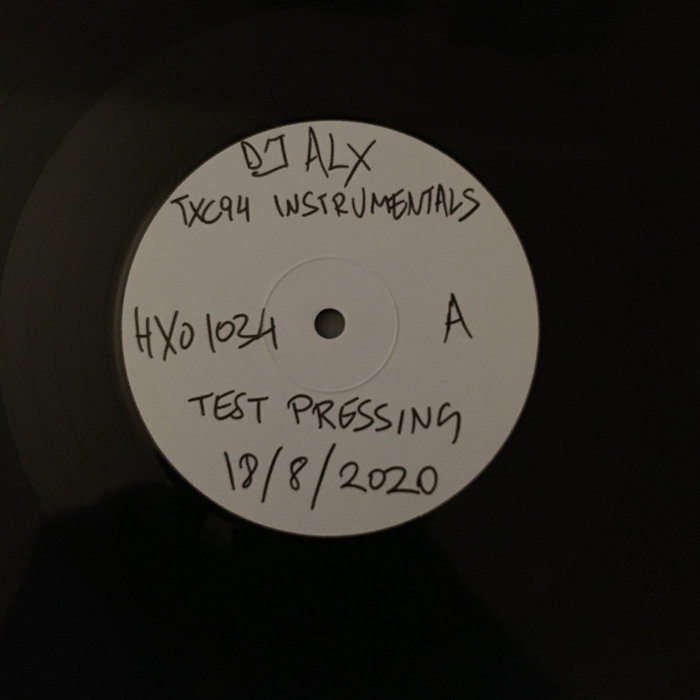 DJ ALX
TXC94 INSTRUMENTALS
HXO1034 A
TEST PRESSING
18/8/2020